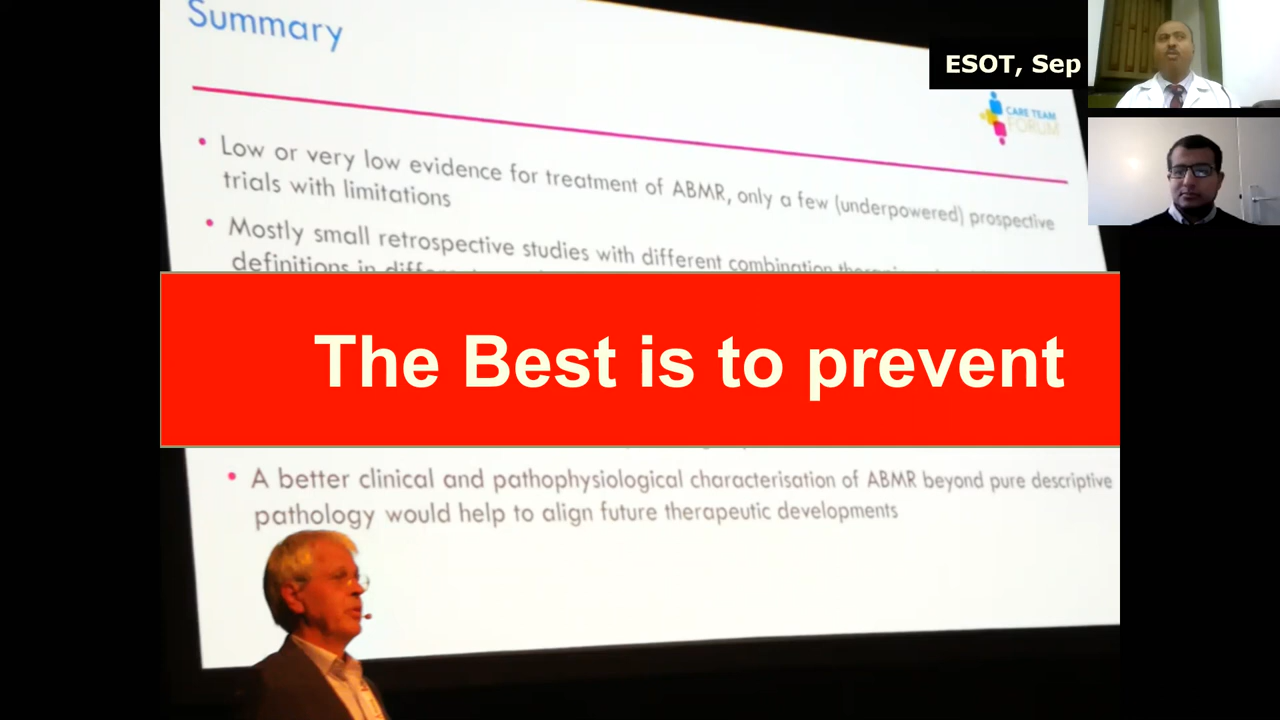 Summary
ESOT, Sep
CARE TEAM
FORUM
• Low or very low evidence for treatment of ABMR, only a few (underpowered) prospective
trials with limitations
• Mostly small retrospective studies with different combination
definitions in
The Best is to prevent
• A better clinical and pathophysiological characterisation of ABMR beyond pure descriptive
pathology would help to align future therapeutic developments